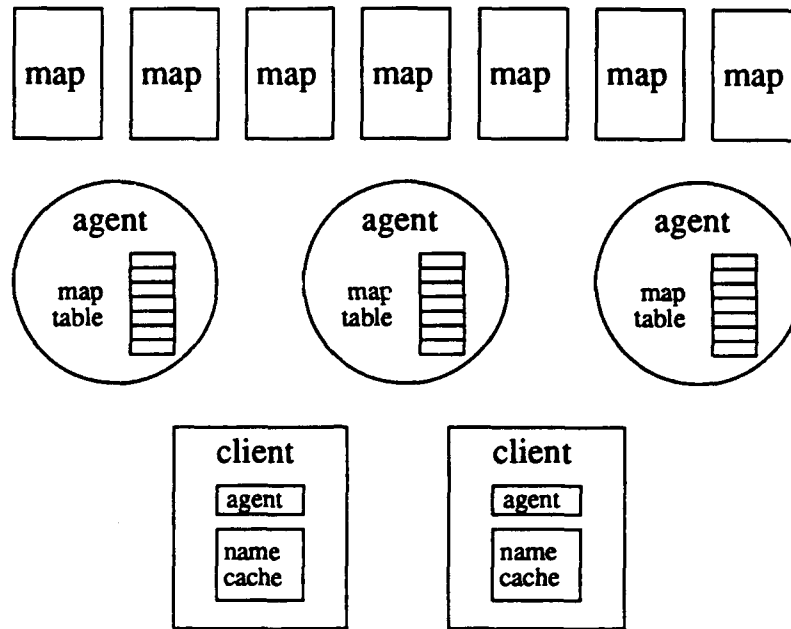 map map map map map map map
agent agent agent
map map map
table table table
client client
agent agent
name name
cache cache